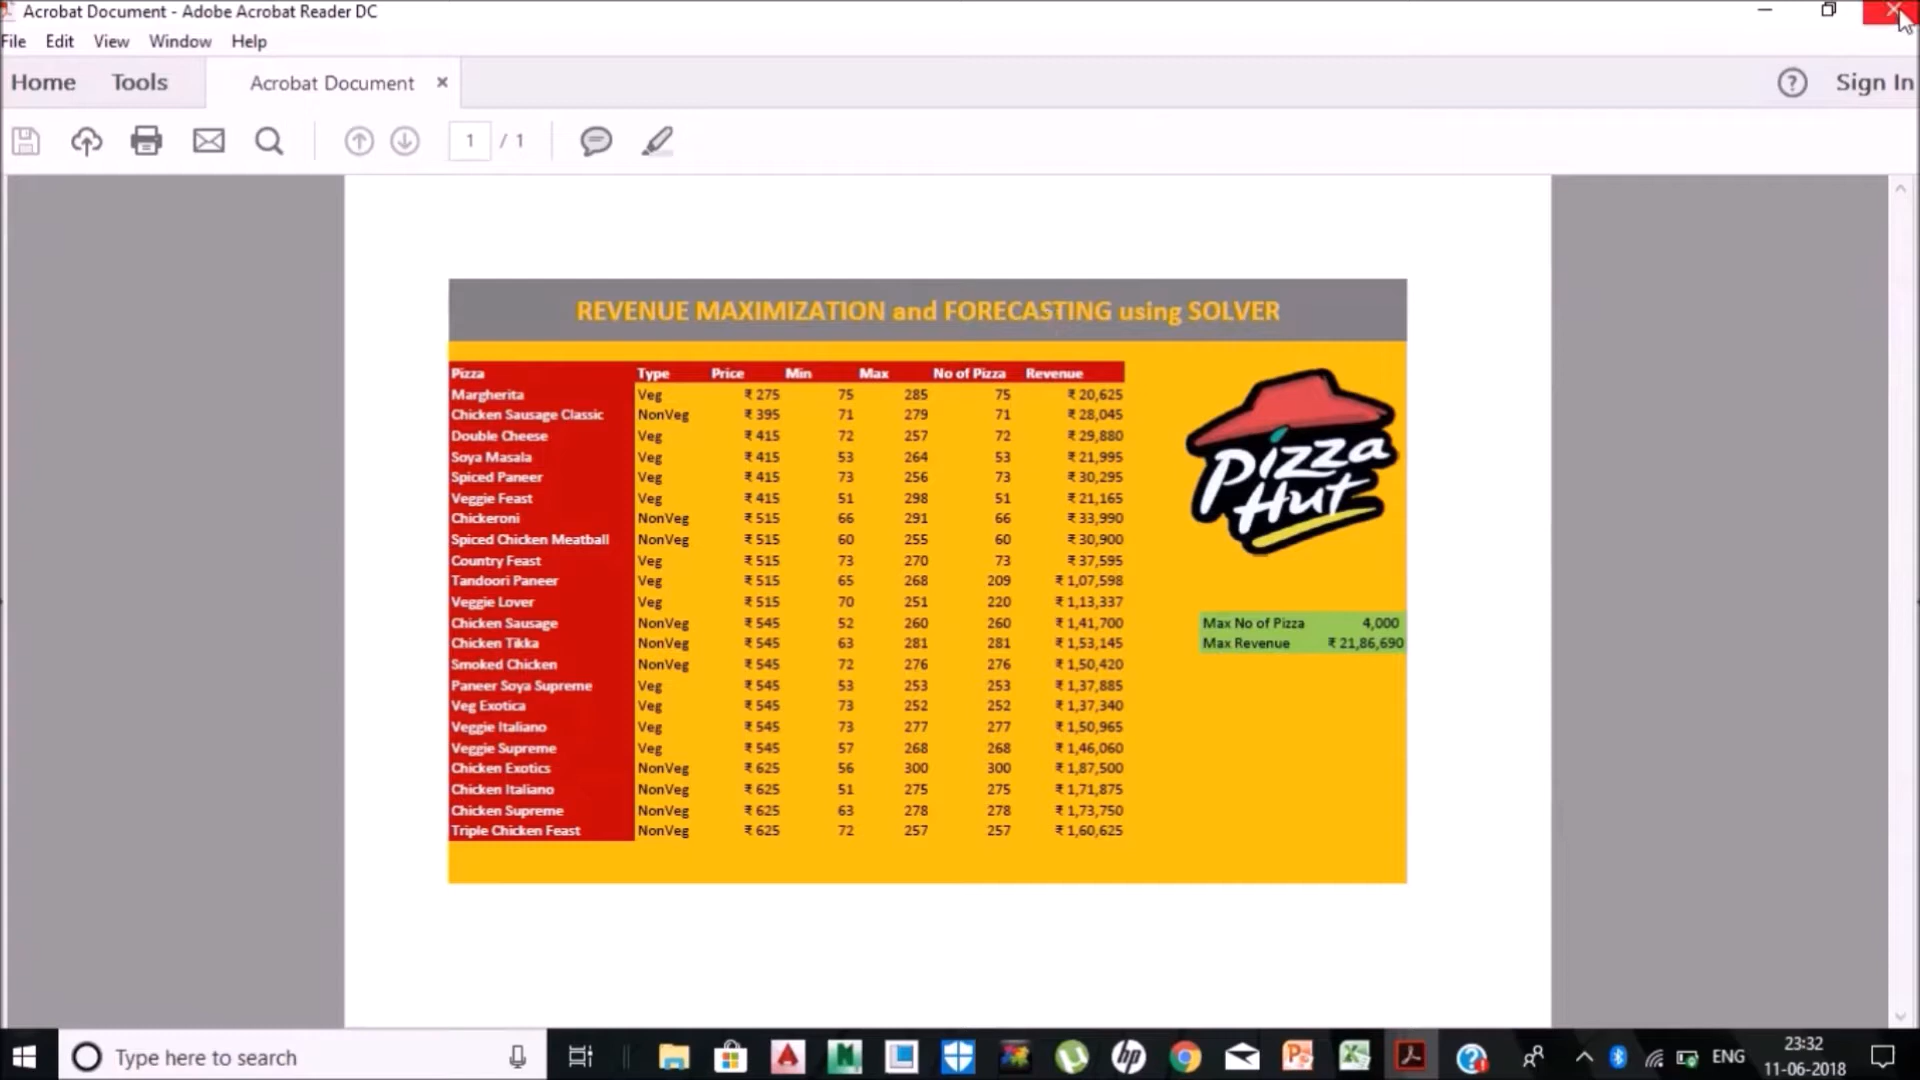 Acrobat Document - Adobe Acrobat Reader DC
File Edit View Window Help
Home Tools Acrobat Document Sign In
1 / 1
REVENUE MAXIMIZATION and FORECASTING using SOLVER
Pizza Type Price Min Max No of Pizza Revenue
Margherita Veg ₹ 275 75 285 75 ₹ 20,625
Chicken Sausage Classic NonVeg ₹ 395 71 279 71 ₹ 28,045
Double Cheese Veg ₹ 415 72 257 72 ₹ 29,880
Soya Masala Veg ₹ 415 53 264 53 ₹ 21,995
Spiced Paneer Veg ₹ 415 73 256 73 ₹ 30,295
Veggie Feast Veg ₹ 415 51 298 51 ₹ 21,165
Chickeroni NonVeg ₹ 515 66 291 66 ₹ 33,990
Spiced Chicken Meatball NonVeg ₹ 515 60 255 60 ₹ 30,900
Country Feast Veg ₹ 515 73 270 73 ₹ 37,595
Tandoori Paneer Veg ₹ 515 65 268 209 ₹ 1,07,598
Veggie Lover Veg ₹ 515 70 251 220 ₹ 1,13,337
Chicken Sausage NonVeg ₹ 545 52 260 260 ₹ 1,41,700
Chicken Tikka NonVeg ₹ 545 63 281 281 ₹ 1,53,145
Smoked Chicken NonVeg ₹ 545 72 276 276 ₹ 1,50,420
Paneer Soya Supreme Veg ₹ 545 53 253 253 ₹ 1,37,885
Veg Exotica Veg ₹ 545 73 252 252 ₹ 1,37,340
Veggie Italiano Veg ₹ 545 73 277 277 ₹ 1,50,965
Veggie Supreme Veg ₹ 545 57 268 268 ₹ 1,46,060
Chicken Exotics NonVeg ₹ 625 56 300 300 ₹ 1,87,500
Chicken Italiano NonVeg ₹ 625 51 275 275 ₹ 1,71,875
Chicken Supreme NonVeg ₹ 625 63 278 278 ₹ 1,73,750
Triple Chicken Feast NonVeg ₹ 625 72 257 257 ₹ 1,60,625
Pizza
Hut
Max No of Pizza 4,000
Max Revenue ₹ 21,86,690
Type here to search
ENG
23:32
11-06-2018